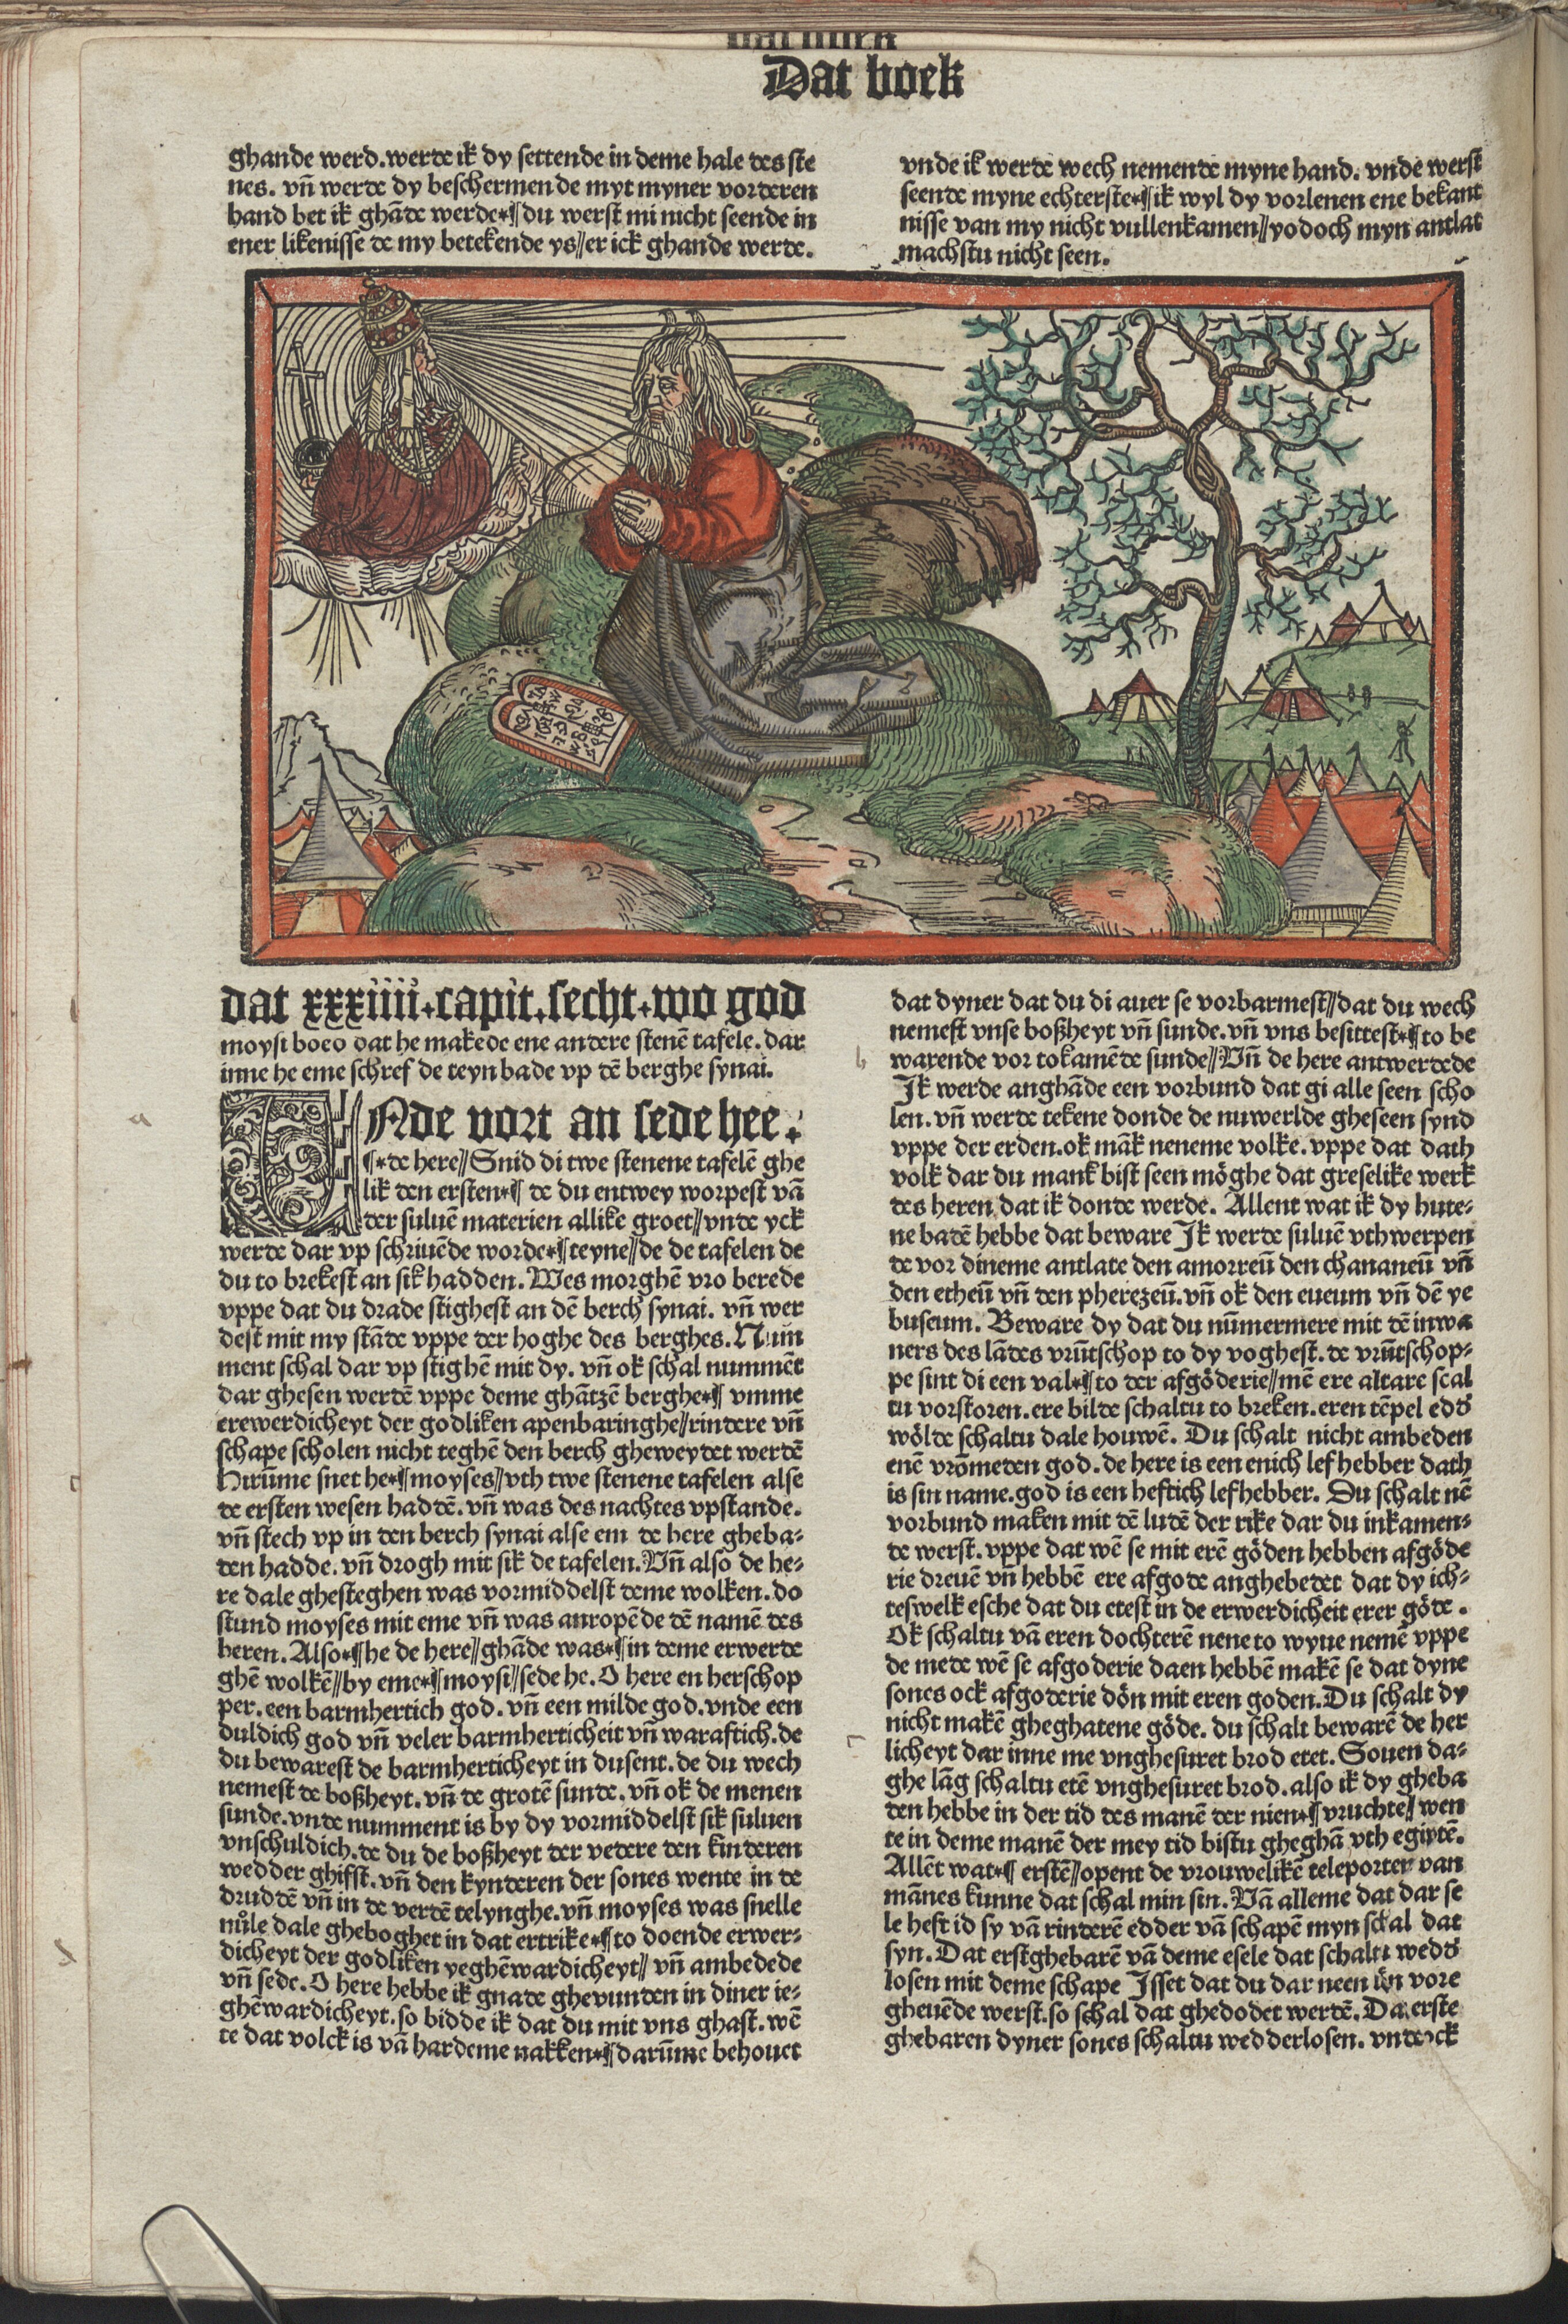 Dat boek
ghande werd. werde ik dy settende in deme hale des ste
nes. vñ werde dy beschermende myt myner vorderen
hand bet ik ghāde werde*¶ du werst mi nicht seende in
ener likenisse de my betekende ys// er ick ghande werde.
vnde ik werde wech nemende myne hand. vnde werst
seende myne echterste*¶ ik wyl dy vorlenen ene bekant
nisse van my nicht vullenkamen// yodoch myn antlat
machstu nicht seen.
dat xxxiiii. capit. secht. wo god
moysi bod dat he makede ene andere stenē tafele. dar
inne he eme schref de teyn bade vp dē berghe synai.
VNde vort an sede hee.
¶*de here// Snid di twe stenene tafelē ghe
lik den ersten*¶ de du entwey worpest vā
der suluē materien allike groet// vnde yck
werde dar vp schriuēde worde*¶ teyne// de de tafelen de
du to brekest an sik hadden. Wes morghē vro berede
vppe dat du drade stighest an dē berch synai. vñ wer
dest mit my stāde vppe der hoghe des berghes. Num
ment schal dar vp stighē mit dy. vñ ok schal nummēt
dar ghesen werdē vppe deme ghātzē berghe*¶ vmme
erewerdicheyt der godliken apenbaringhe// rindere vñ
schape scholen nicht teghē den berch gheweydet werdē
Hirūme snet he*¶ moyses// vth twe stenene tafelen alse
de ersten wesen haddē. vñ was des nachtes vpstande.
vñ stech vp in den berch synai alse em de here gheba-
den hadde. vñ drogh mit sik de tafelen. Vñ also de he-
re dale ghesteghen was vormiddelst deme wolken. do
stund moyses mit eme vñ was anropēde dē namē des
heren. Also*¶ he de here// ghāde was*¶ in deme erwerde
ghē wolkē// by eme*¶ moysi// sede he. O here en herschop
per. een barmhertich god. vñ een milde god. vnde een
duldich god vñ veler barmherticheit vñ waraftich. de
du bewarest de barmherticheyt in dusent. de du wech
nemest de boßheyt. vñ de grotē sunde. vñ ok de menen
sunde. vnde numment is by dy vormiddelst sik suluen
vnschuldich. de du de boßheyt der vedere den kinderen
wedder ghifst. vñ den kynderen der sones wente in de
druddē vñ in de verdē telynghe. vñ moyses was snelle
nůle dale gheboghet in dat ertrike*¶ to doende erwer-
dicheyt der godliken yeghēwardicheyt// vñ ambedede
vñ sede. O here hebbe ik gnade ghevunden in diner ie-
ghēwardicheyt. so bidde ik dat du mit vns ghast. wē
te dat volck is vā hardeme nakken*¶ darūme behouet
dat dyner dat du di auer se vorbarmest// dat du wech
nemest vnse boßheyt vñ sunde. vñ vns besittest*¶ to be
warende vor tokamēde sunde// Vñ de here antwerdede
Ik werde anghāde een vorbund dat gi alle seen scho
len. vñ werde tekene donde de nuwerlde gheseen synd
vppe der erden. ok māk neneme volke. vppe dat dath
volk dar du mank bist seen möghe dat greselike werk
des heren dat ik donde werde. Allent wat ik dy hute-
ne badē hebbe dat beware Ik werde suluē vthwerpen
de vor dineme antlate den amorreū den chananeū vñ
den etheū vñ den pherezeū. vñ ok den eueum vñ dē ye
buseum. Beware dy dat du nūmermere mit dē inwa
ners des lādes vrūtschop to dy voghest. de vrūtschop-
pe sint di een val*¶ to der afgöderie// mē ere altare scal
tu vorstoren. ere bilde schaltu to breken. eren tēpel edð
wölde schaltu dale houwē. Du schalt nicht ambeden
enē vrōmeden god. de here is een enich lef hebber dath
is sin name. god is een heftich lefhebber. Du schalt nē
vorbund maken mit dē ludē der rike dar du inkamen-
de werst. vppe dat wē se mit erē göden hebben afgöde
rie dreuē vñ hebbē ere afgode anghebedet dat dy ich-
teswelk esche dat du etest in de erwerdicheit erer göde.
Ok schaltu vā eren dochterē nene to wyue nemē vppe
de mede wē se afgoderie daen hebbē makē se dat dyne
sones ock afgoderie dön mit eren goden. Du schalt dy
nicht makē gheghatene göde. du schalt bewarē de her
licheyt dar inne me vnghesuret brod etet. Souen da-
ghe lāg schaltu etē vnghesuret brod. also ik dy gheba
den hebbe in der tid des manē der nien*¶ vruchte// wen
te in deme manē der mey tid bistu gheghā vth egiptē.
Allēt wat*¶ erstē// opent de vrouwelikē teleporten van
mānes kunne dat schal min sin. Vā alleme dat dar se
le heft id sy vā rinderē edder vā schapē myn schal dat
syn. Dat erstghebarē vā deme esele dat schaltu wedð
losen mit deme schape Isset dat du dar neen lön vore
gheuēde werst. so schal dat ghedodet werdē. Dat erste
ghebaren dyner sones schaltu wedderlosen. vnde ock